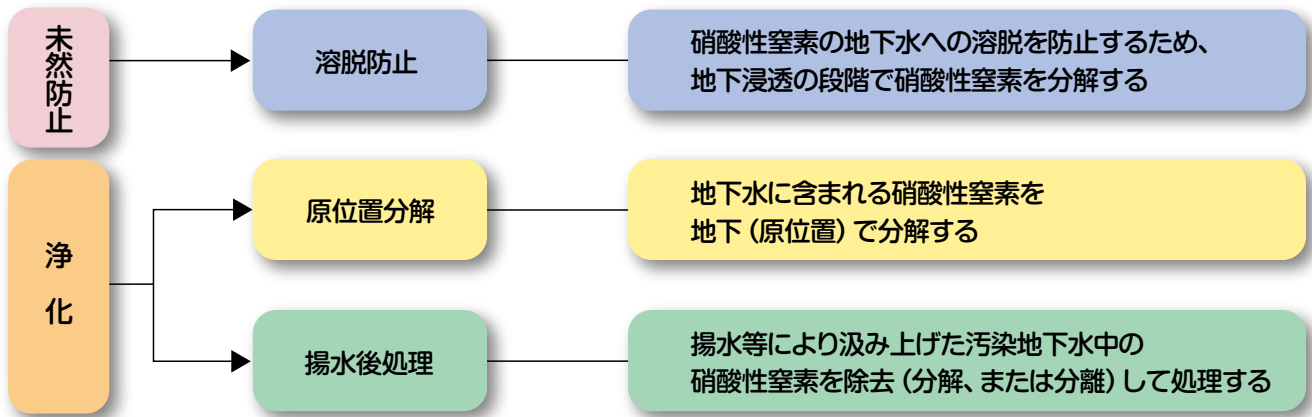 未然防止
溶脱防止
硝酸性窒素の地下水への溶脱を防止するため、
地下浸透の段階で硝酸性窒素を分解する
浄化
原位置分解
地下水に含まれる硝酸性窒素を
地下（原位置）で分解する
揚水後処理
揚水等により汲み上げた汚染地下水中の
硝酸性窒素を除去（分解、または分離）して処理する